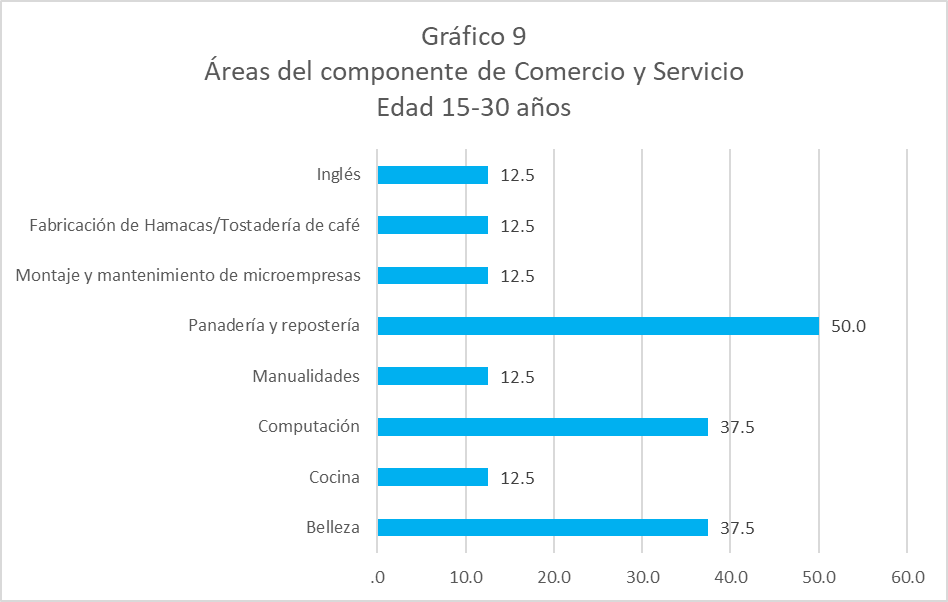 Gráfico 9
Áreas del componente de Comercio y Servicio
Edad 15-30 años
Inglés 12.5
Fabricación de Hamacas/Tostadería de café 12.5
Montaje y mantenimiento de microempresas 12.5
Panadería y repostería 50.0
Manualidades 12.5
Computación 37.5
Cocina 12.5
Belleza 37.5
.0 10.0 20.0 30.0 40.0 50.0 60.0